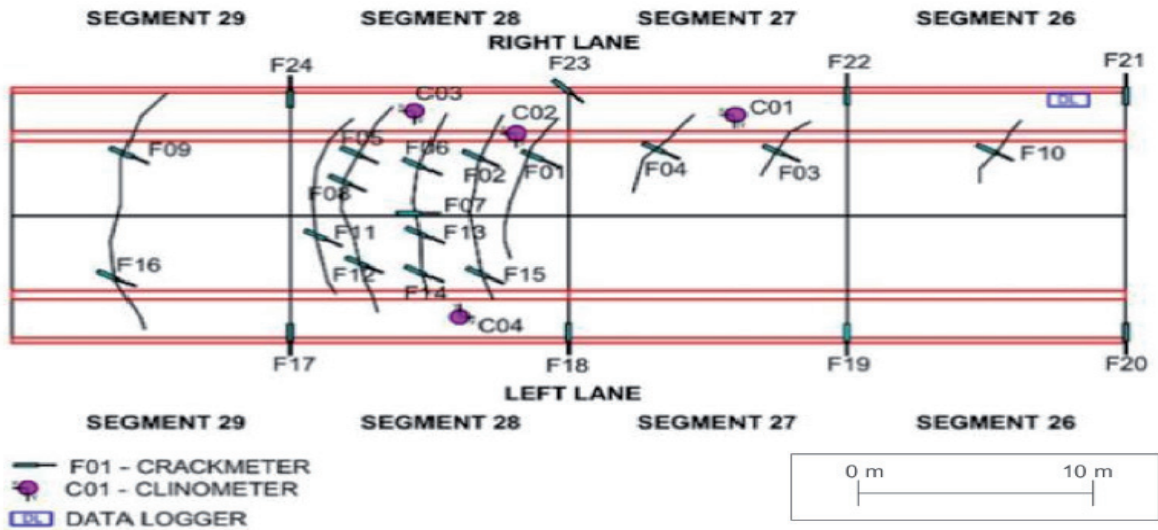 SEGMENT 29 SEGMENT 28 SEGMENT 27 SEGMENT 26
RIGHT LANE
F24 F23 F22 F21
C03 C02 C01 DL
F09 F05 F06 F02 F01 F04 F03 F10
F08 F07
F11 F13
F16 F12 F14 F15
C04
F17 F18 F19 F20
LEFT LANE
SEGMENT 29 SEGMENT 28 SEGMENT 27 SEGMENT 26
F01 - CRACKMETER
C01 - CLINOMETER
DL DATA LOGGER
0 m 10 m